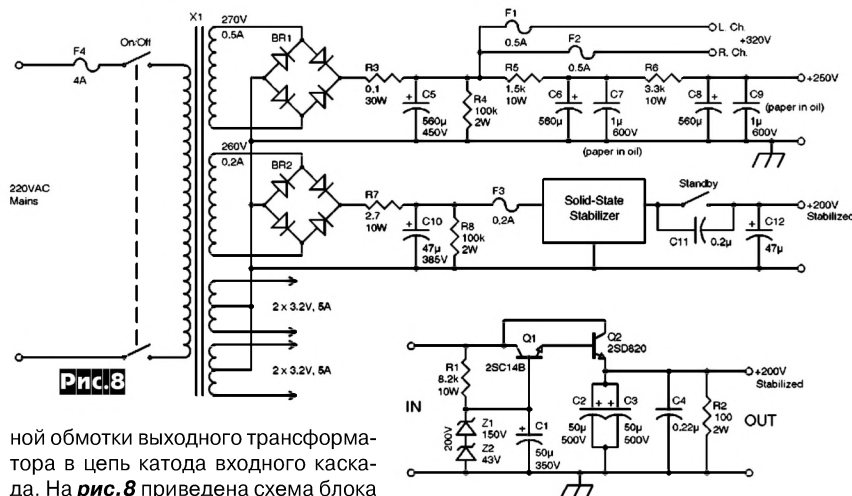 X1
270V
0.5A
BR1
F4
4A
On/Off
F1
0.5A
L. Ch.
+320V
F2
0.5A
R. Ch.
R3
0,1
30W
R5
1.5k
10W
R6
3.3k
10W
+250V
C5
560µ
450V
R4
100k
2W
C6
560µ
C7
1µ
600V
(paper in oil)
C8
560µ
C9
1µ
600V
(paper in oil)
220VAC
Mains
260V
0,2A
BR2
R7
2.7
10W
C10
47µ
385V
R8
100k
2W
F3
0,2A
Solid-State
Stabilizer
Standby
C11
0.2µ
+200V
Stabilized
C12
47µ
2 x 3.2V, 5A
2 x 3.2V, 5A
Рис.8
IN
R1
8.2k
10W
200V
Z1
150V
Z2
43V
Q1
2SC14B
C1
50µ
350V
Q2
2SD820
C2
50µ
500V
C3
50µ
500V
C4
0.22µ
R2
100
2W
+200V
Stabilized
OUT
ной обмотки выходного трансформа-
тора в цепь катода входного каска-
да. На рис.8 приведена схема блока